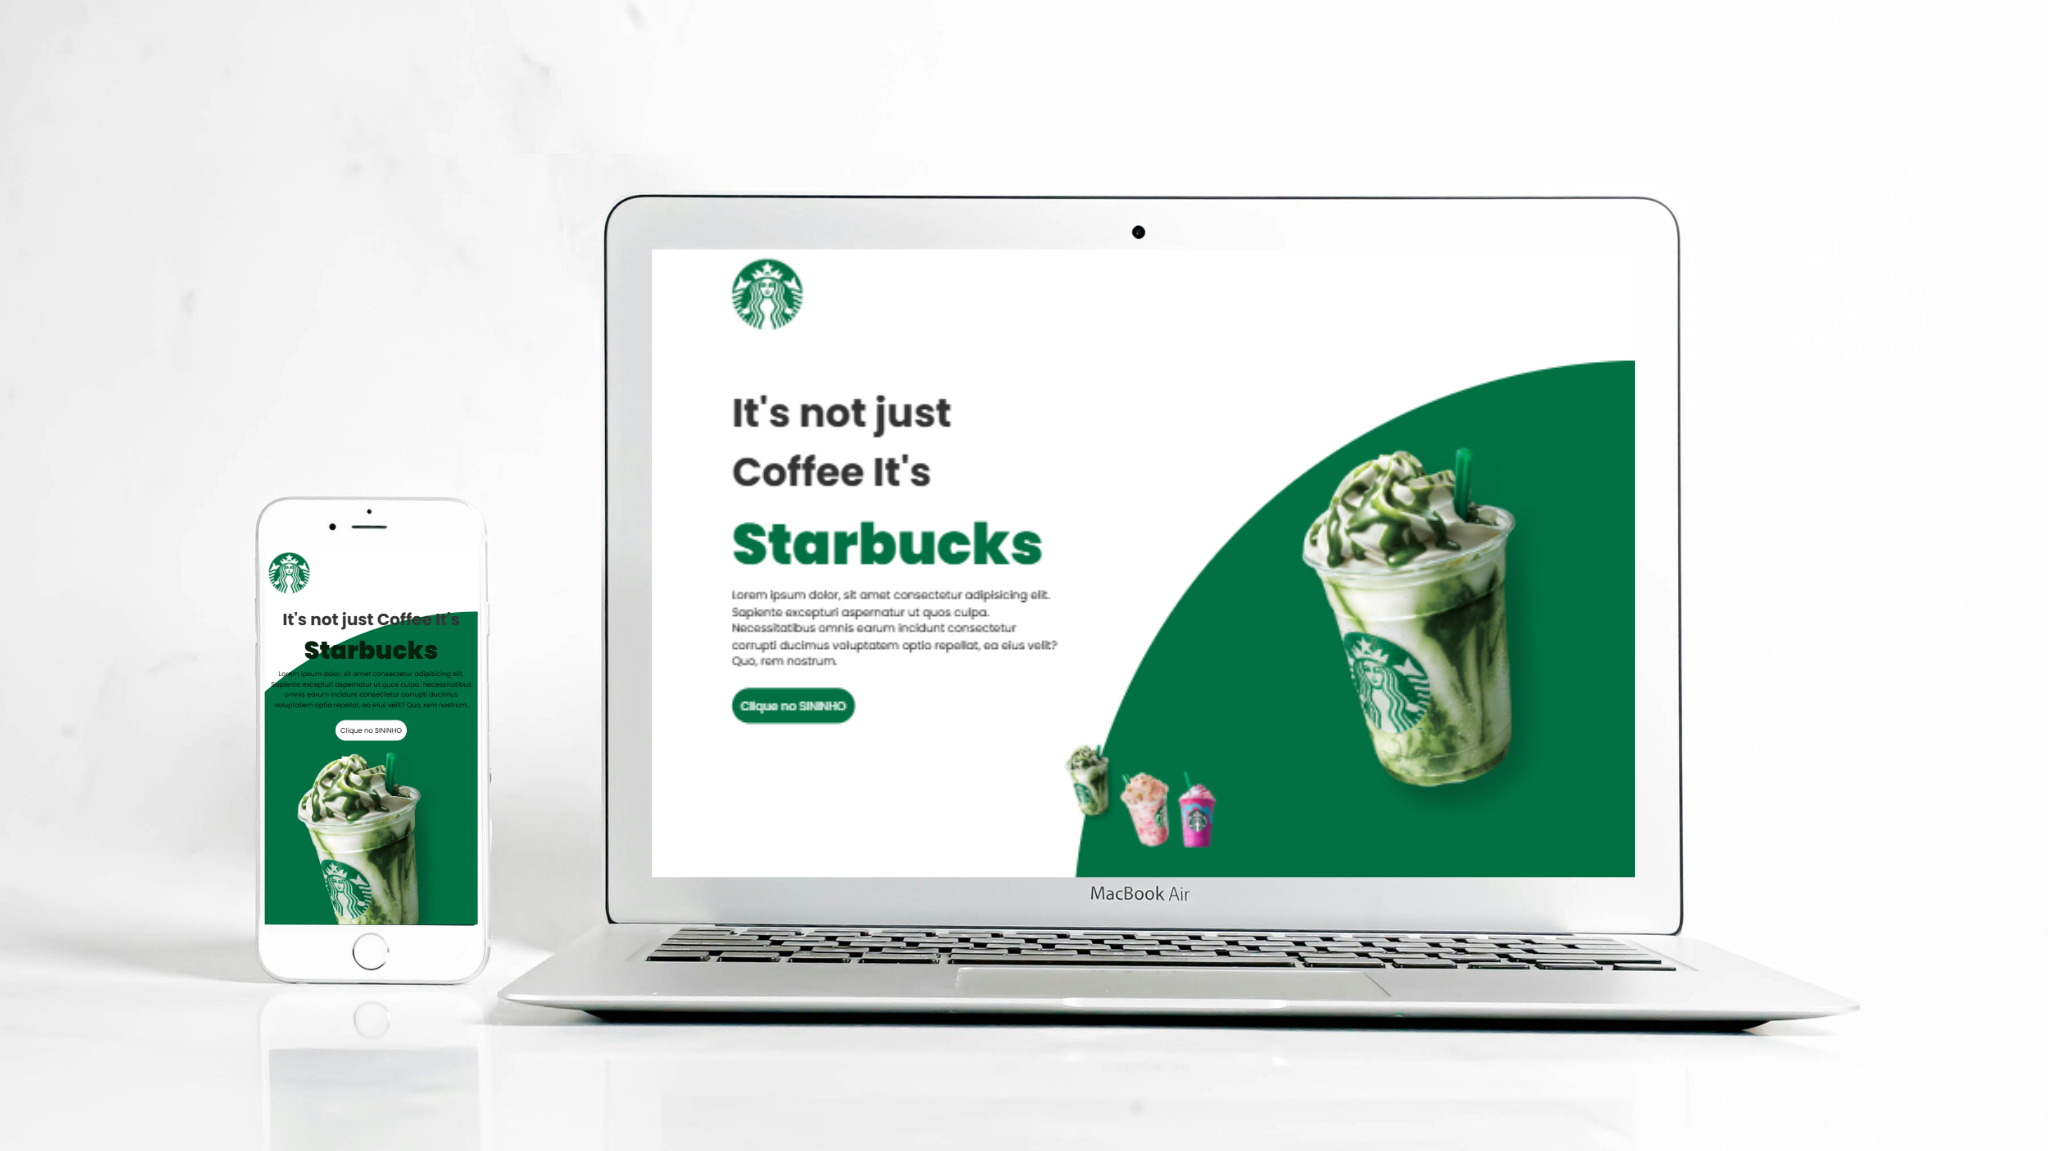 It's not just Coffee It's
Starbucks
Lorem ipsum dolor, sit amet consectetur adipisicing elit.
Sapiente excepturi aspernatur ut quos culpa. Necessitatibus
omnis earum incidunt consectetur corrupti ducimus
voluptatem optio repellat, ea eius velit? Quo, rem nostrum.
Clique no SININHO
It's not just
Coffee It's
Starbucks
Lorem ipsum dolor, sit amet consectetur adipisicing elit.
Sapiente excepturi aspernatur ut quos culpa.
Necessitatibus omnis earum incidunt consectetur
corrupti ducimus voluptatem optio repellat, ea eius velit?
Quo, rem nostrum.
Clique no SININHO
MacBook Air